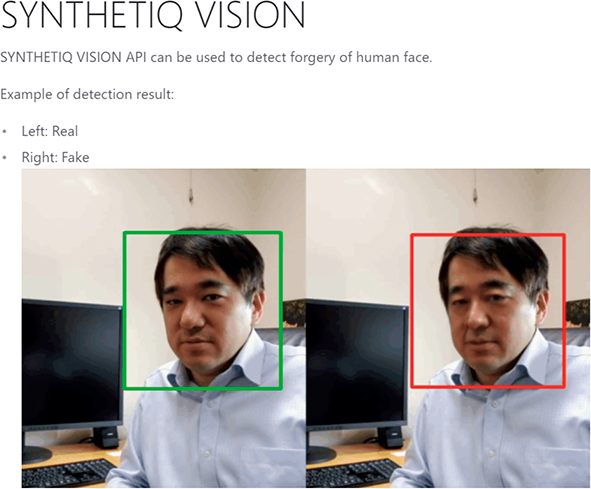 SYNTHETIQ VISION
SYNTHETIQ VISION API can be used to detect forgery of human face.
Example of detection result:
• Left: Real
• Right: Fake